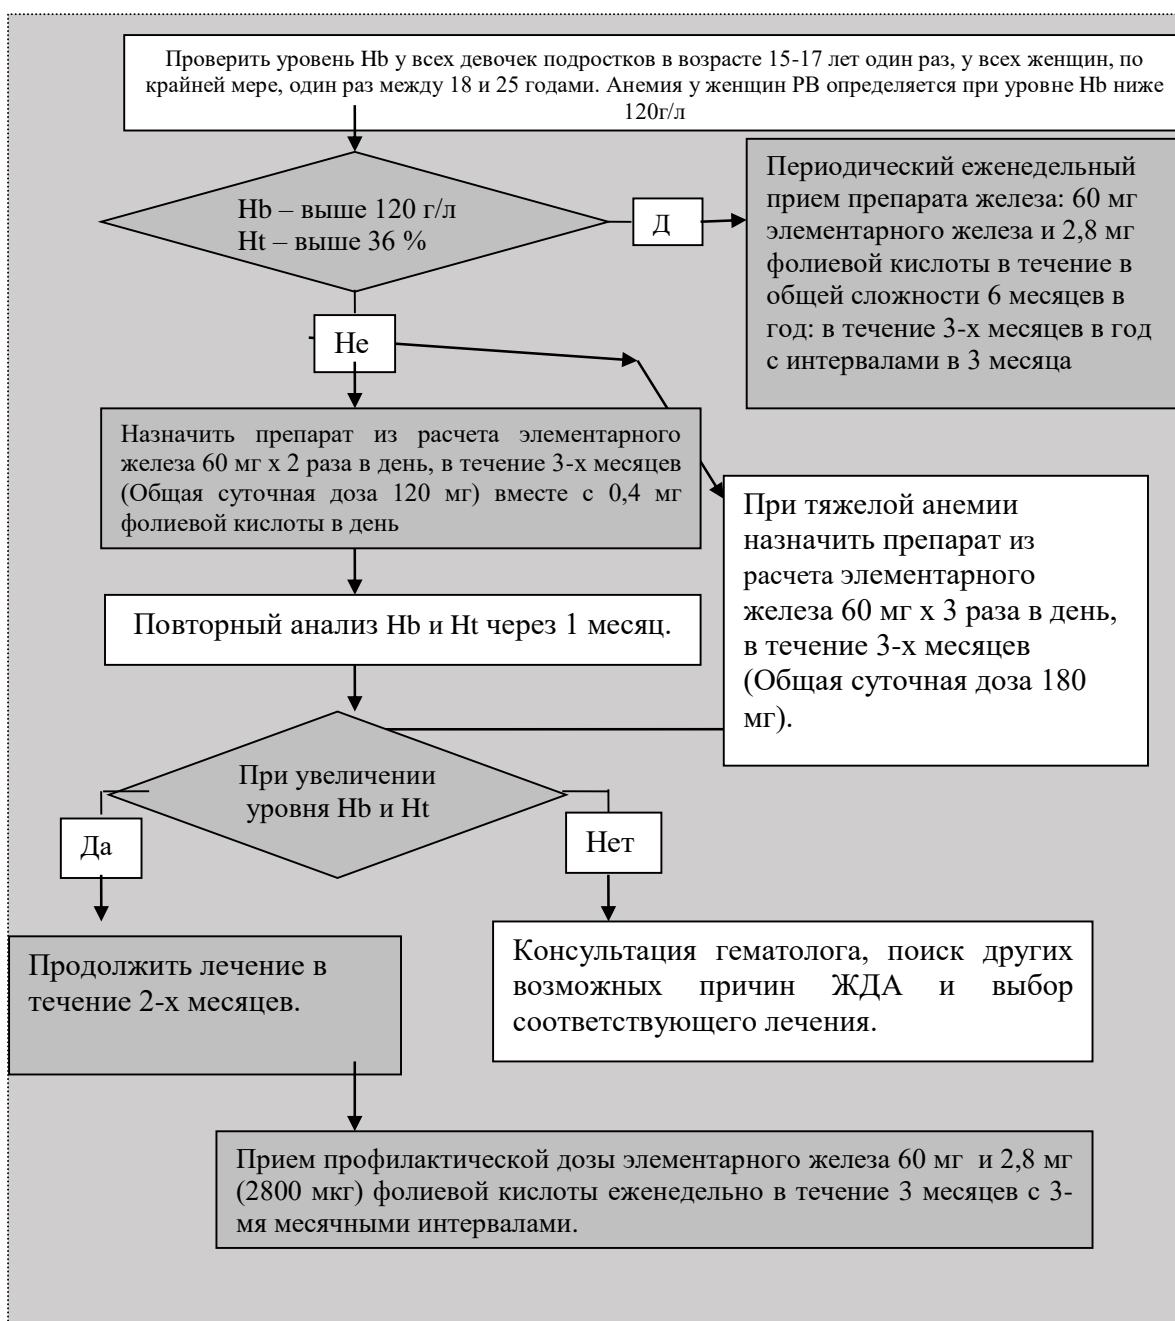 Проверить уровень Hb у всех девочек подростков в возрасте 15-17 лет один раз, у всех женщин, по
крайней мере, один раз между 18 и 25 годами. Анемия у женщин РВ определяется при уровне Hb ниже
120г/л
Hb – выше 120 г/л
Ht – выше 36 %
Д
Периодический еженедельный
прием препарата железа: 60 мг
элементарного железа и 2,8 мг
фолиевой кислоты в течение в
общей сложности 6 месяцев в
год: в течение 3-х месяцев в год
с интервалами в 3 месяца
Не
Назначить препарат из расчета элементарного
железа 60 мг х 2 раза в день, в течение 3-х месяцев
(Общая суточная доза 120 мг) вместе с 0,4 мг
фолиевой кислоты в день
При тяжелой анемии
назначить препарат из
расчета элементарного
железа 60 мг х 3 раза в день,
в течение 3-х месяцев
(Общая суточная доза 180
мг).
Повторный анализ Hb и Ht через 1 месяц.
При увеличении
уровня Hb и Ht
Да
Нет
Продолжить лечение в
течение 2-х месяцев.
Консультация гематолога, поиск других
возможных причин ЖДА и выбор
соответствующего лечения.
Прием профилактической дозы элементарного железа 60 мг и 2,8 мг
(2800 мкг) фолиевой кислоты еженедельно в течение 3 месяцев с 3-
мя месячными интервалами.